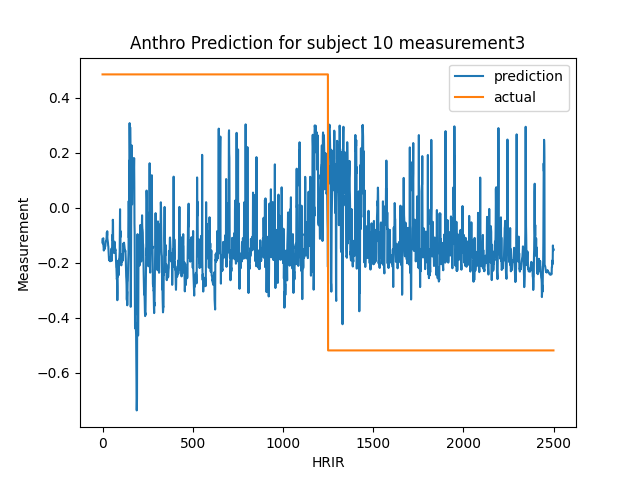 Anthro Prediction for subject 10 measurement3
prediction
actual
Measurement
0.4
0.2
0.0
−0.2
−0.4
−0.6
0
500
1000
1500
2000
2500
HRIR